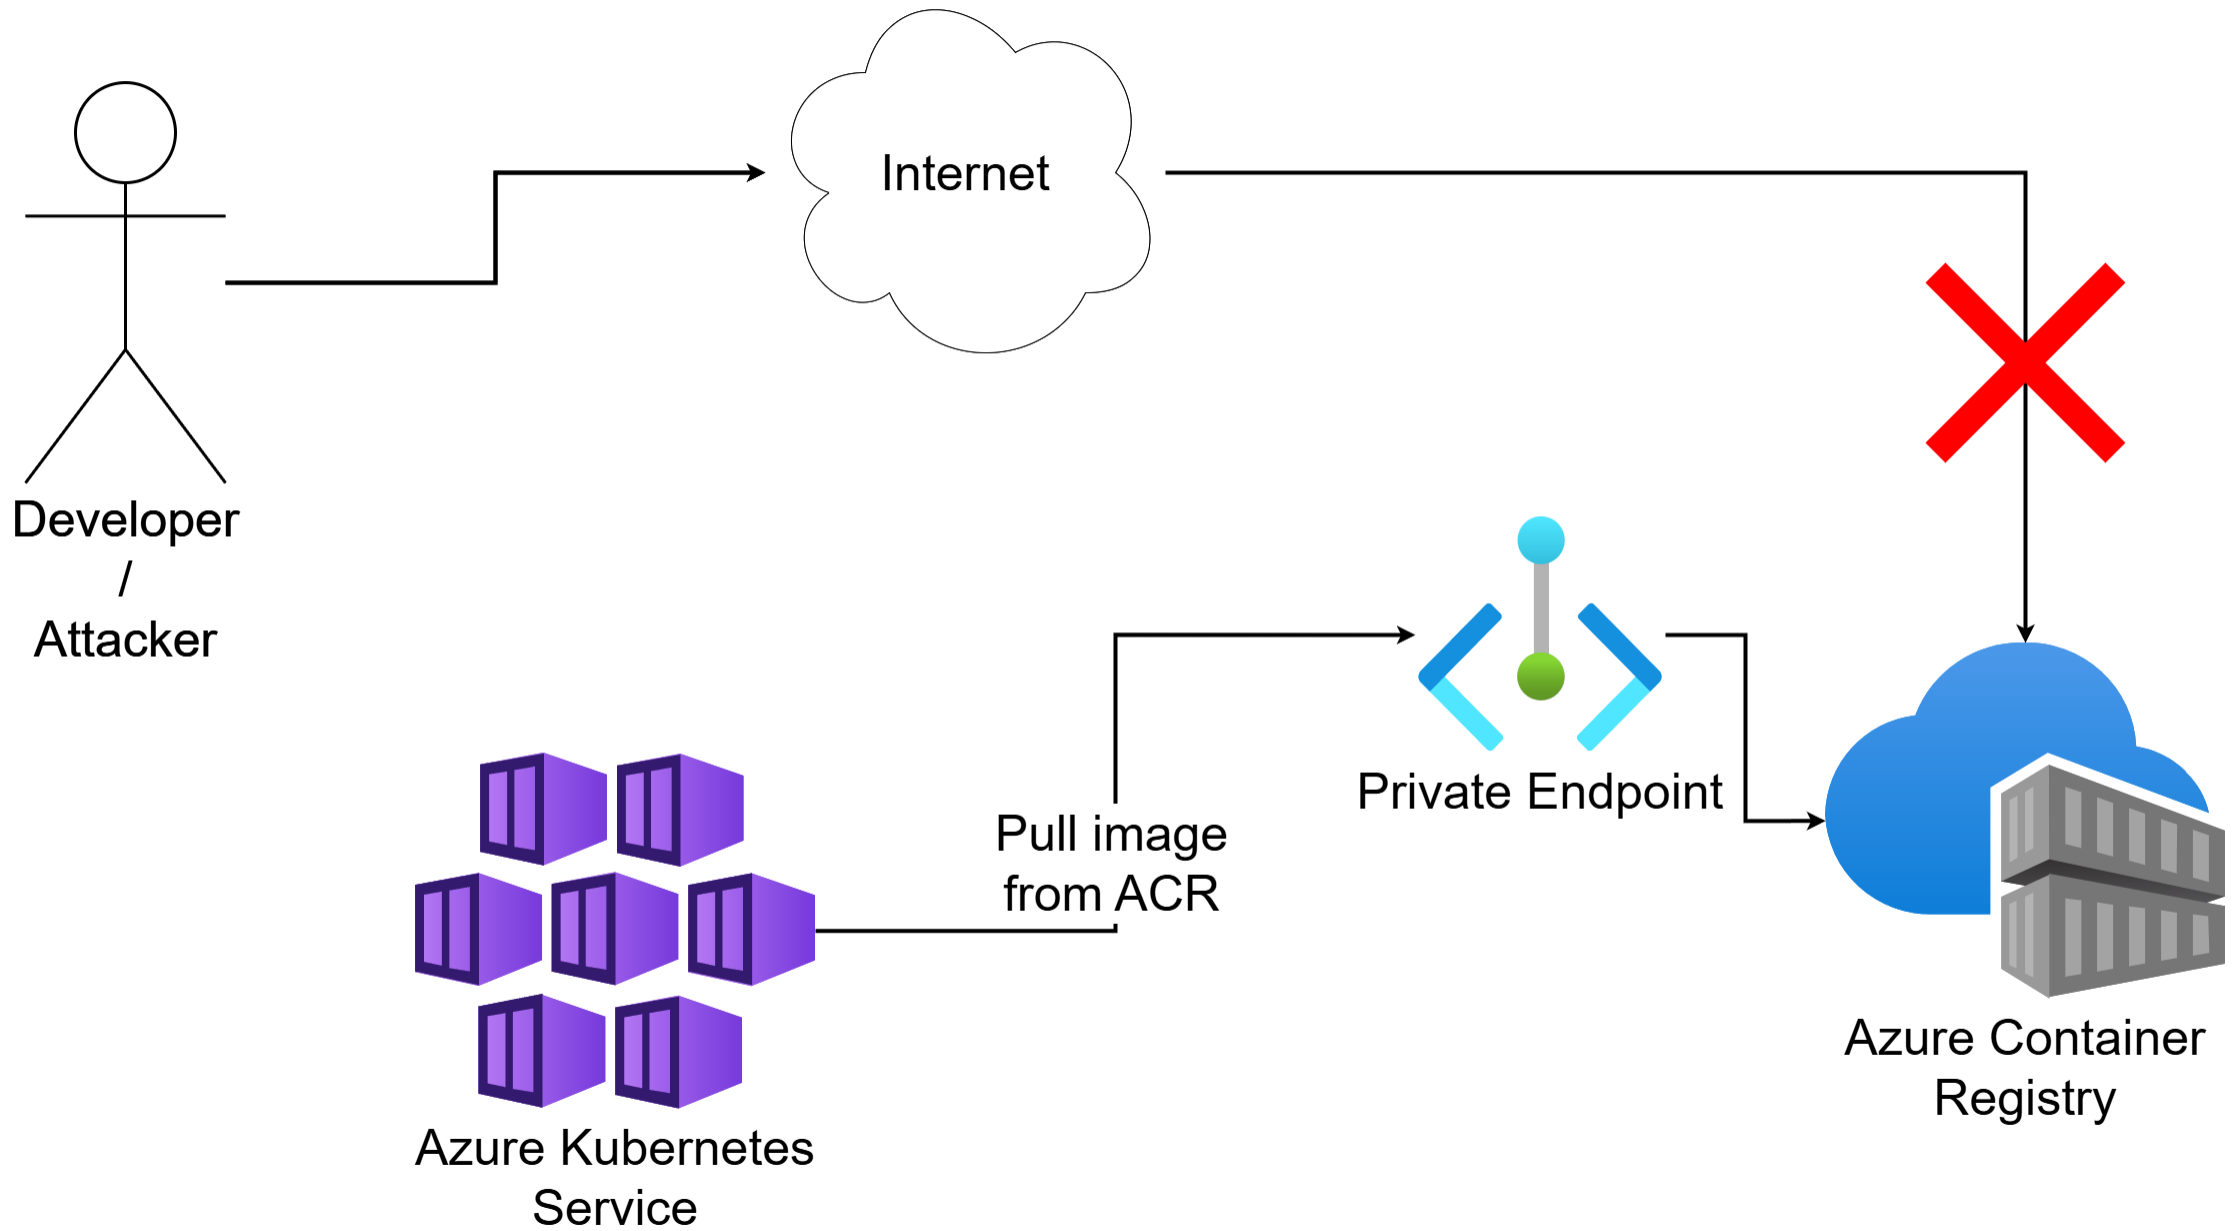 Internet
Developer
/
Attacker
Private Endpoint
Pull image
from ACR
Azure Container
Registry
Azure Kubernetes
Service